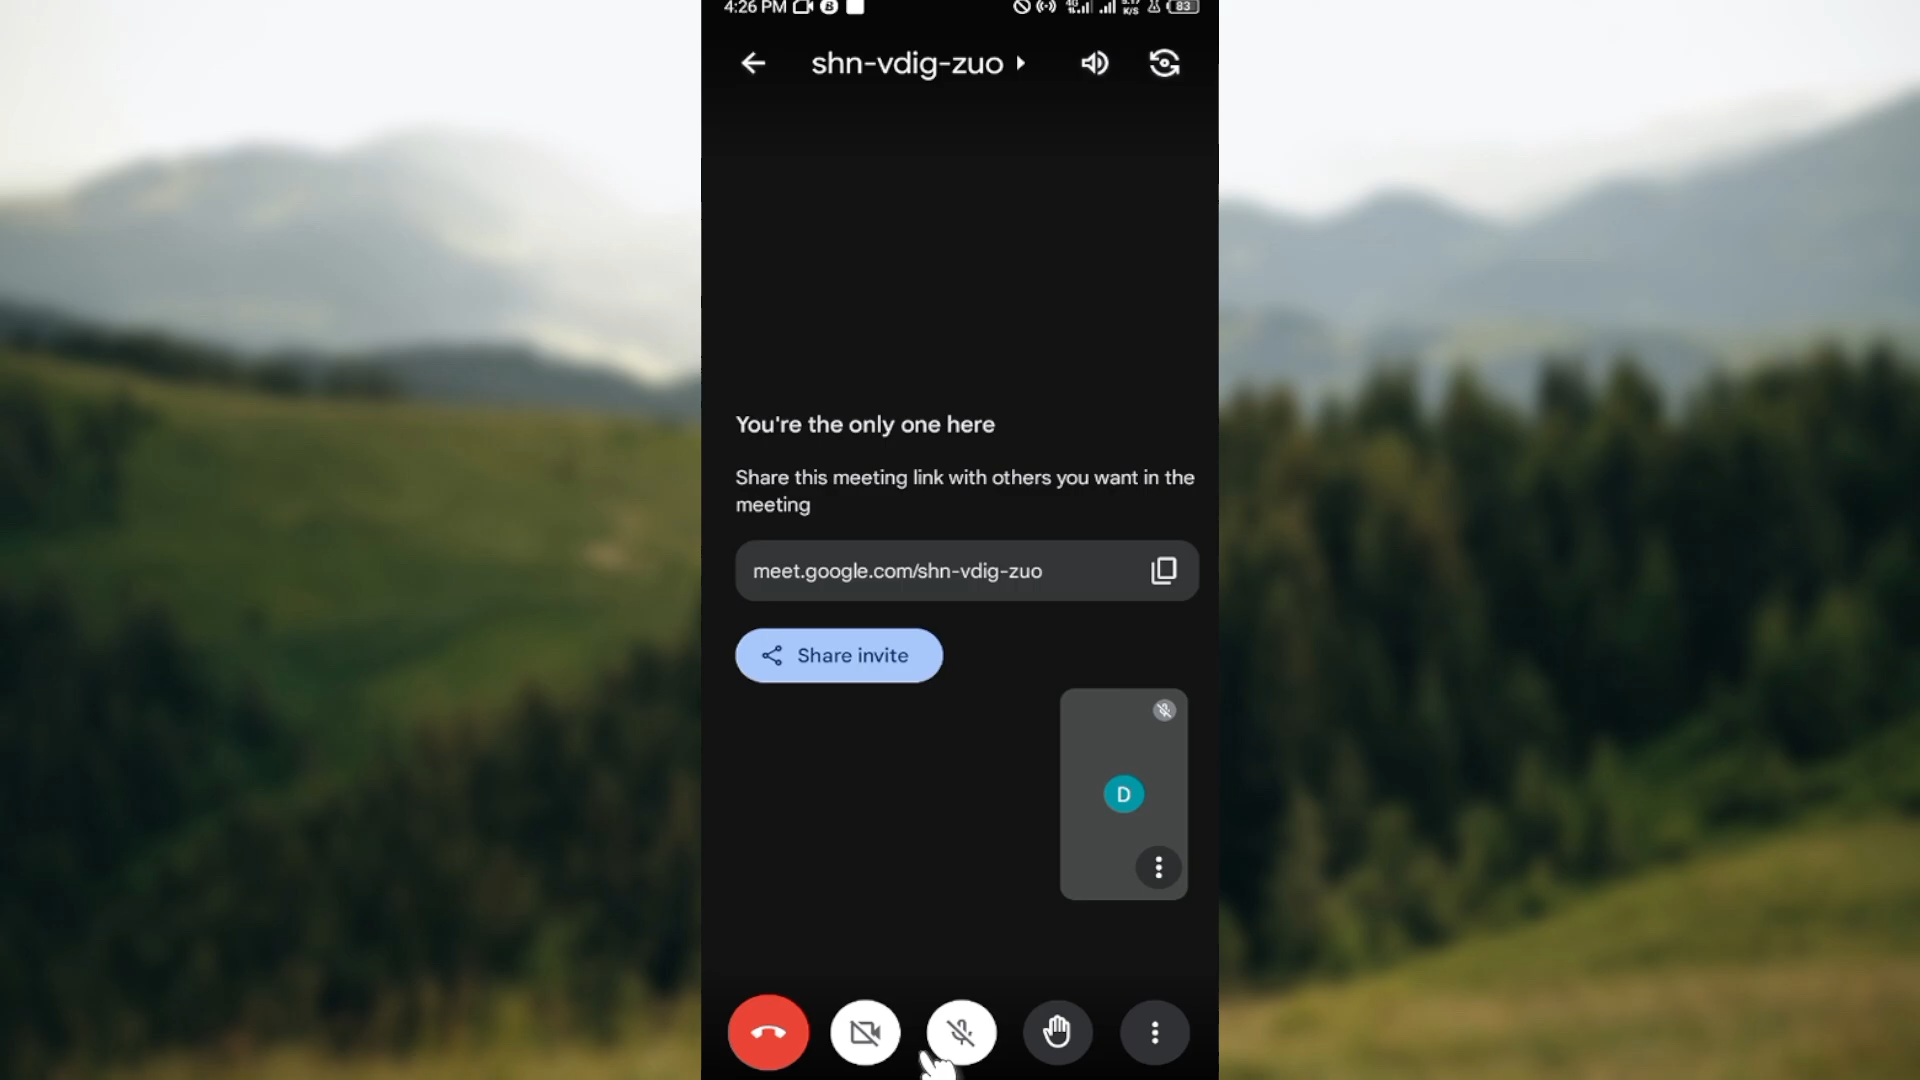 4:26 PM 83
shn-vdig-zuo
You're the only one here
Share this meeting link with others you want in the
meeting
meet.google.com/shn-vdig-zuo
Share invite
D